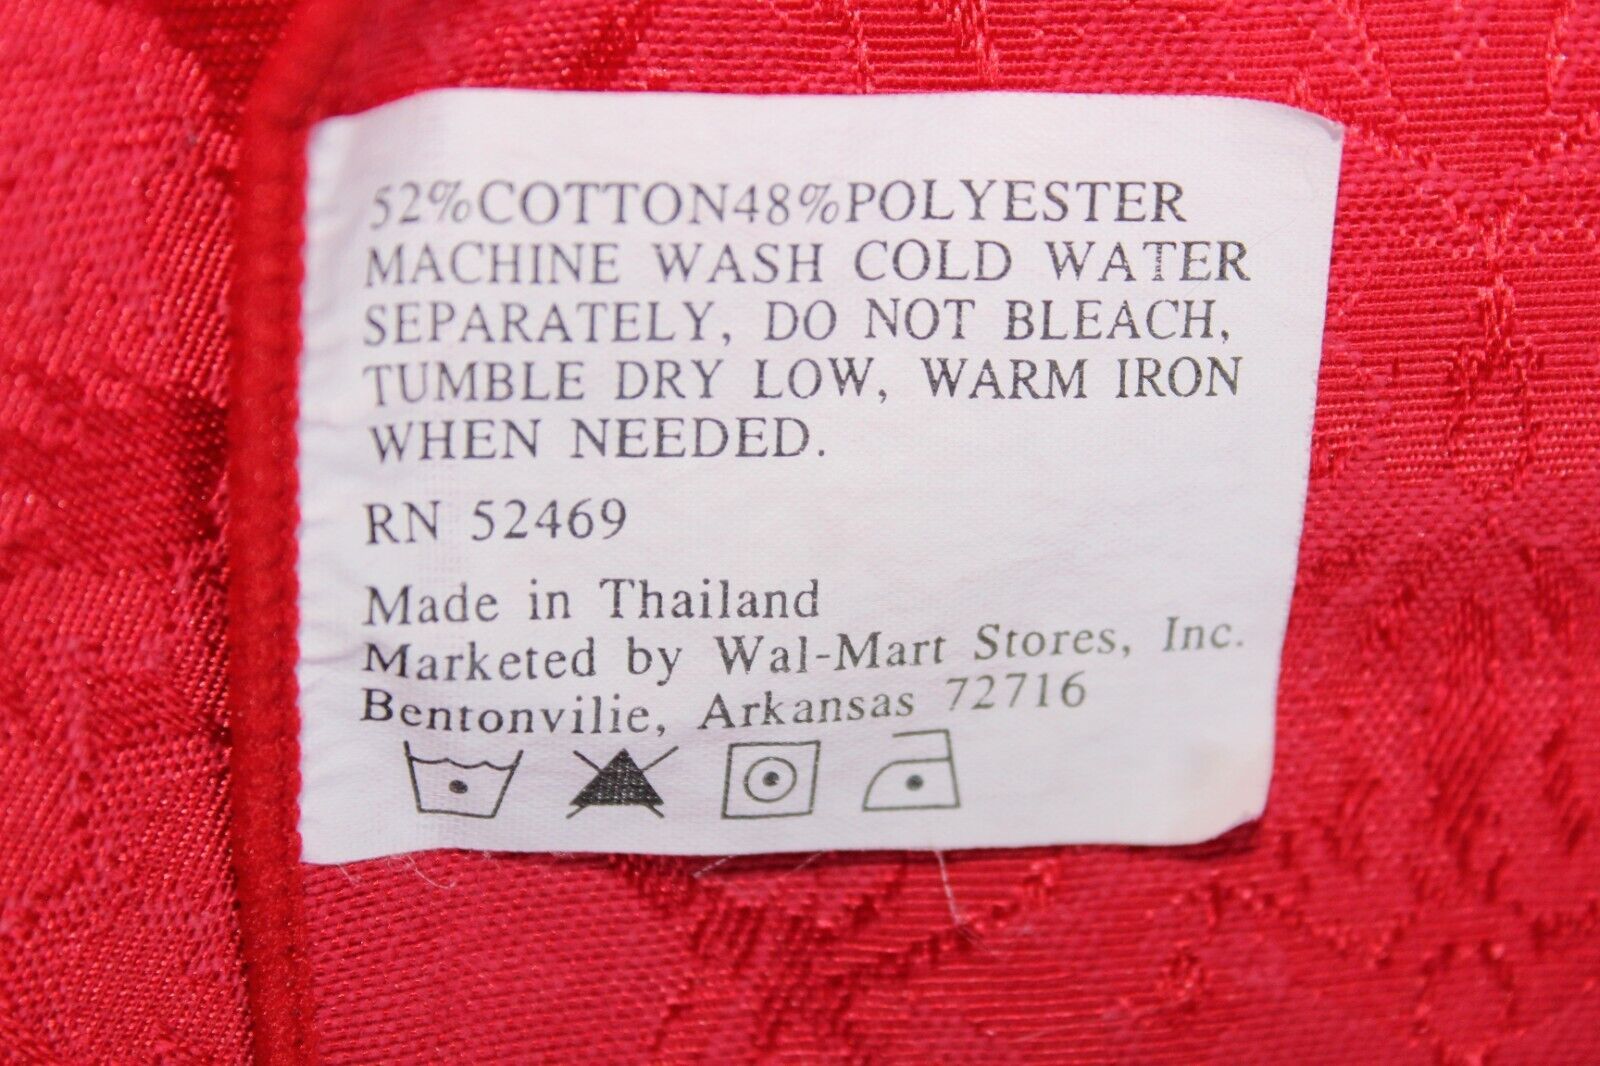 52%COTTON48%POLYESTER
MACHINE WASH COLD WATER
SEPARATELY, DO NOT BLEACH,
TUMBLE DRY LOW, WARM IRON
WHEN NEEDED.
RN 52469
Made in Thailand
Marketed by Wal-Mart Stores, Inc.
Bentonvilie, Arkansas 72716